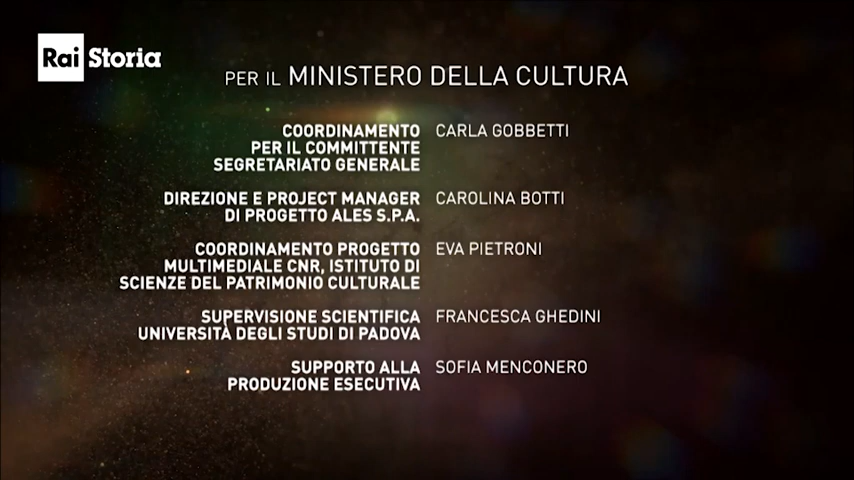 Rai Storia
PER IL MINISTERO DELLA CULTURA
COORDINAMENTO CARLA GOBBETTI
PER IL COMMITTENTE
SEGRETARIATO GENERALE
DIREZIONE E PROJECT MANAGER CAROLINA BOTTI
DI PROGETTO ALES S.P.A.
COORDINAMENTO PROGETTO EVA PIETRONI
MULTIMEDIALE CNR, ISTITUTO DI
SCIENZE DEL PATRIMONIO CULTURALE
SUPERVISIONE SCIENTIFICA FRANCESCA GHEDINI
UNIVERSITÀ DEGLI STUDI DI PADOVA
SUPPORTO ALLA SOFIA MENCONERO
PRODUZIONE ESECUTIVA